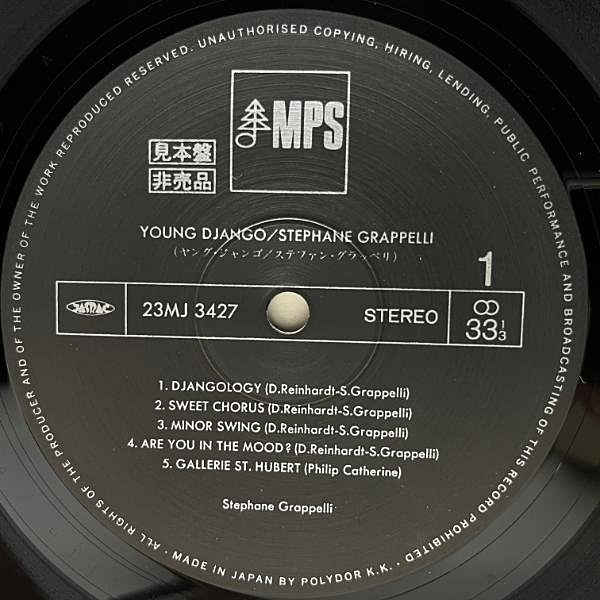 ALL RIGHTS OF THE PRODUCER AND OF THE OWNER OF THE WORK REPRODUCED RESERVED. UNAUTHORISED COPYING, HIRING, LENDING, PUBLIC PERFORMANCE AND BROADCASTING OF THIS RECORD PROHIBITED
MPS
見本盤
非売品
YOUNG DJANGO/STEPHANE GRAPPELLI
(ヤング・ジャンゴ/ステファン・グラッペリ)
1
JASRAC
23MJ 3427
STEREO
33 1/3
1. DJANGOLOGY (D.Reinhardt-S.Grappelli)
2. SWEET CHORUS (D.Reinhardt-S.Grappelli)
3. MINOR SWING (D.Reinhardt-S.Grappelli)
4. ARE YOU IN THE MOOD? (D.Reinhardt-S.Grappelli)
5. GALLERIE ST. HUBERT (Philip Catherine)
Stephane Grappelli
· MADE IN JAPAN BY POLYDOR K.K. ·